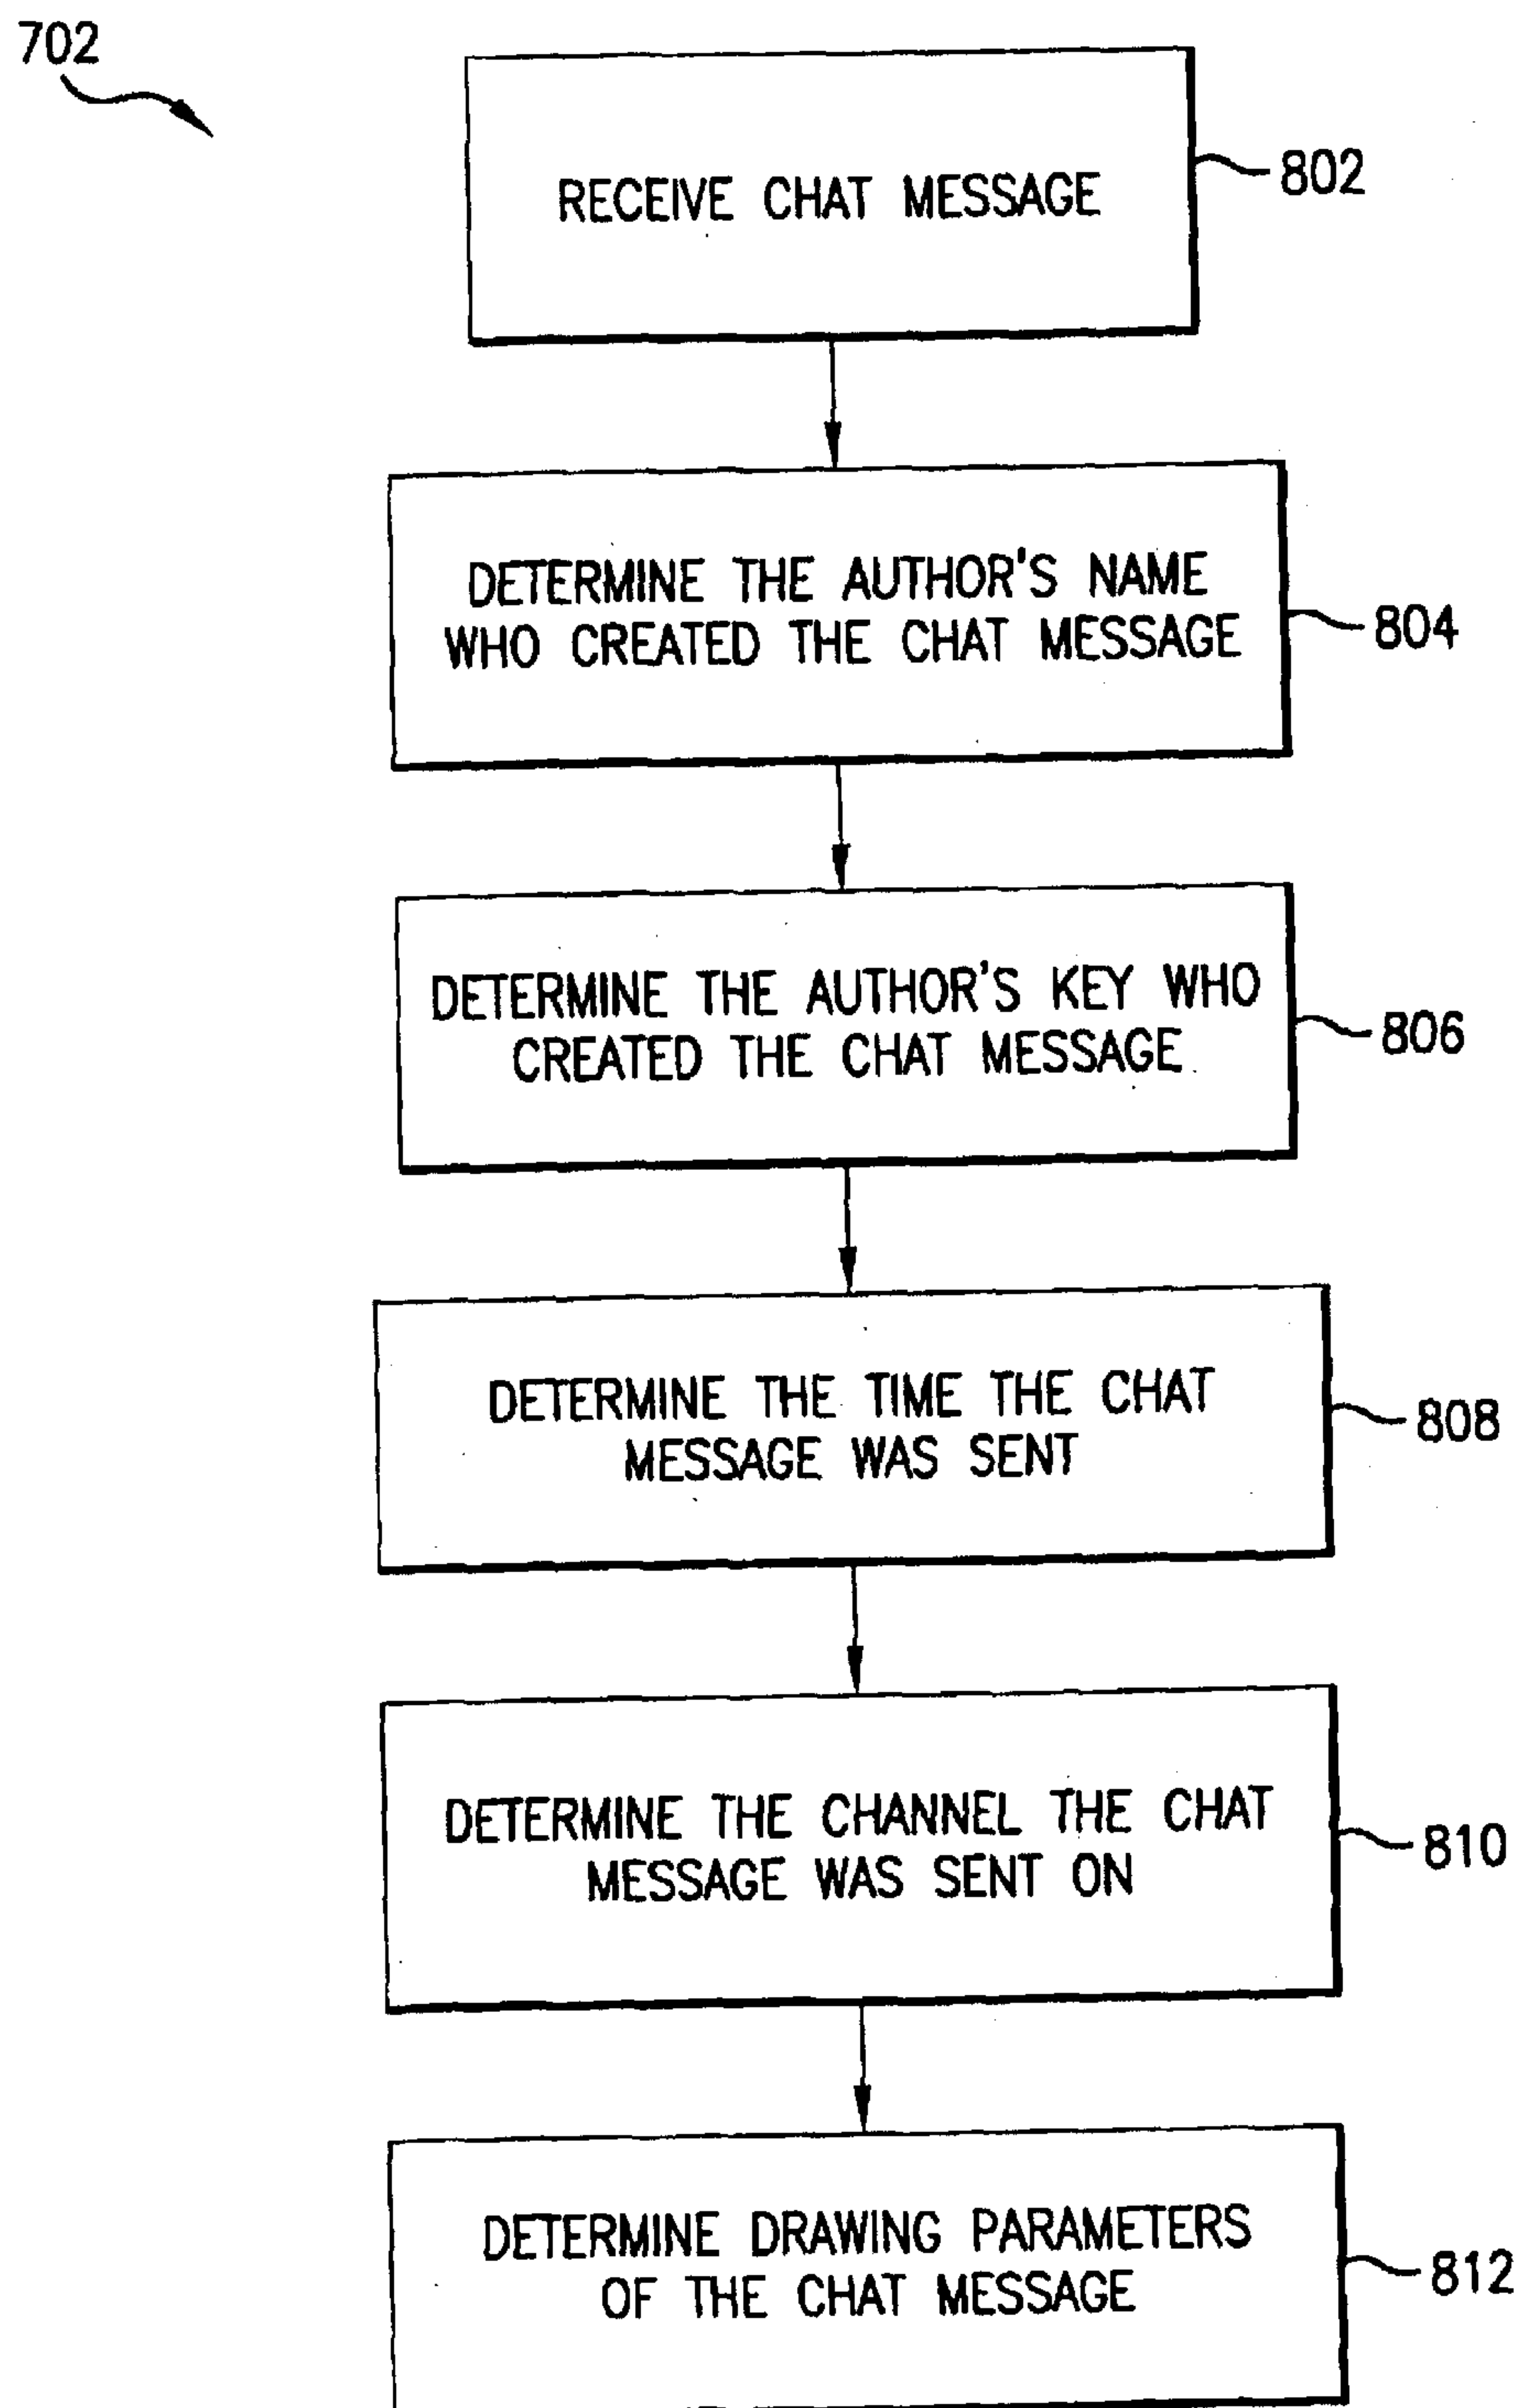 702
RECEIVE CHAT MESSAGE
802
DETERMINE THE AUTHOR'S NAME
WHO CREATED THE CHAT MESSAGE
804
DETERMINE THE AUTHOR'S KEY WHO
CREATED THE CHAT MESSAGE
806
DETERMINE THE TIME THE CHAT
MESSAGE WAS SENT
808
DETERMINE THE CHANNEL THE CHAT
MESSAGE WAS SENT ON
810
DETERMINE DRAWING PARAMETERS
OF THE CHAT MESSAGE
812